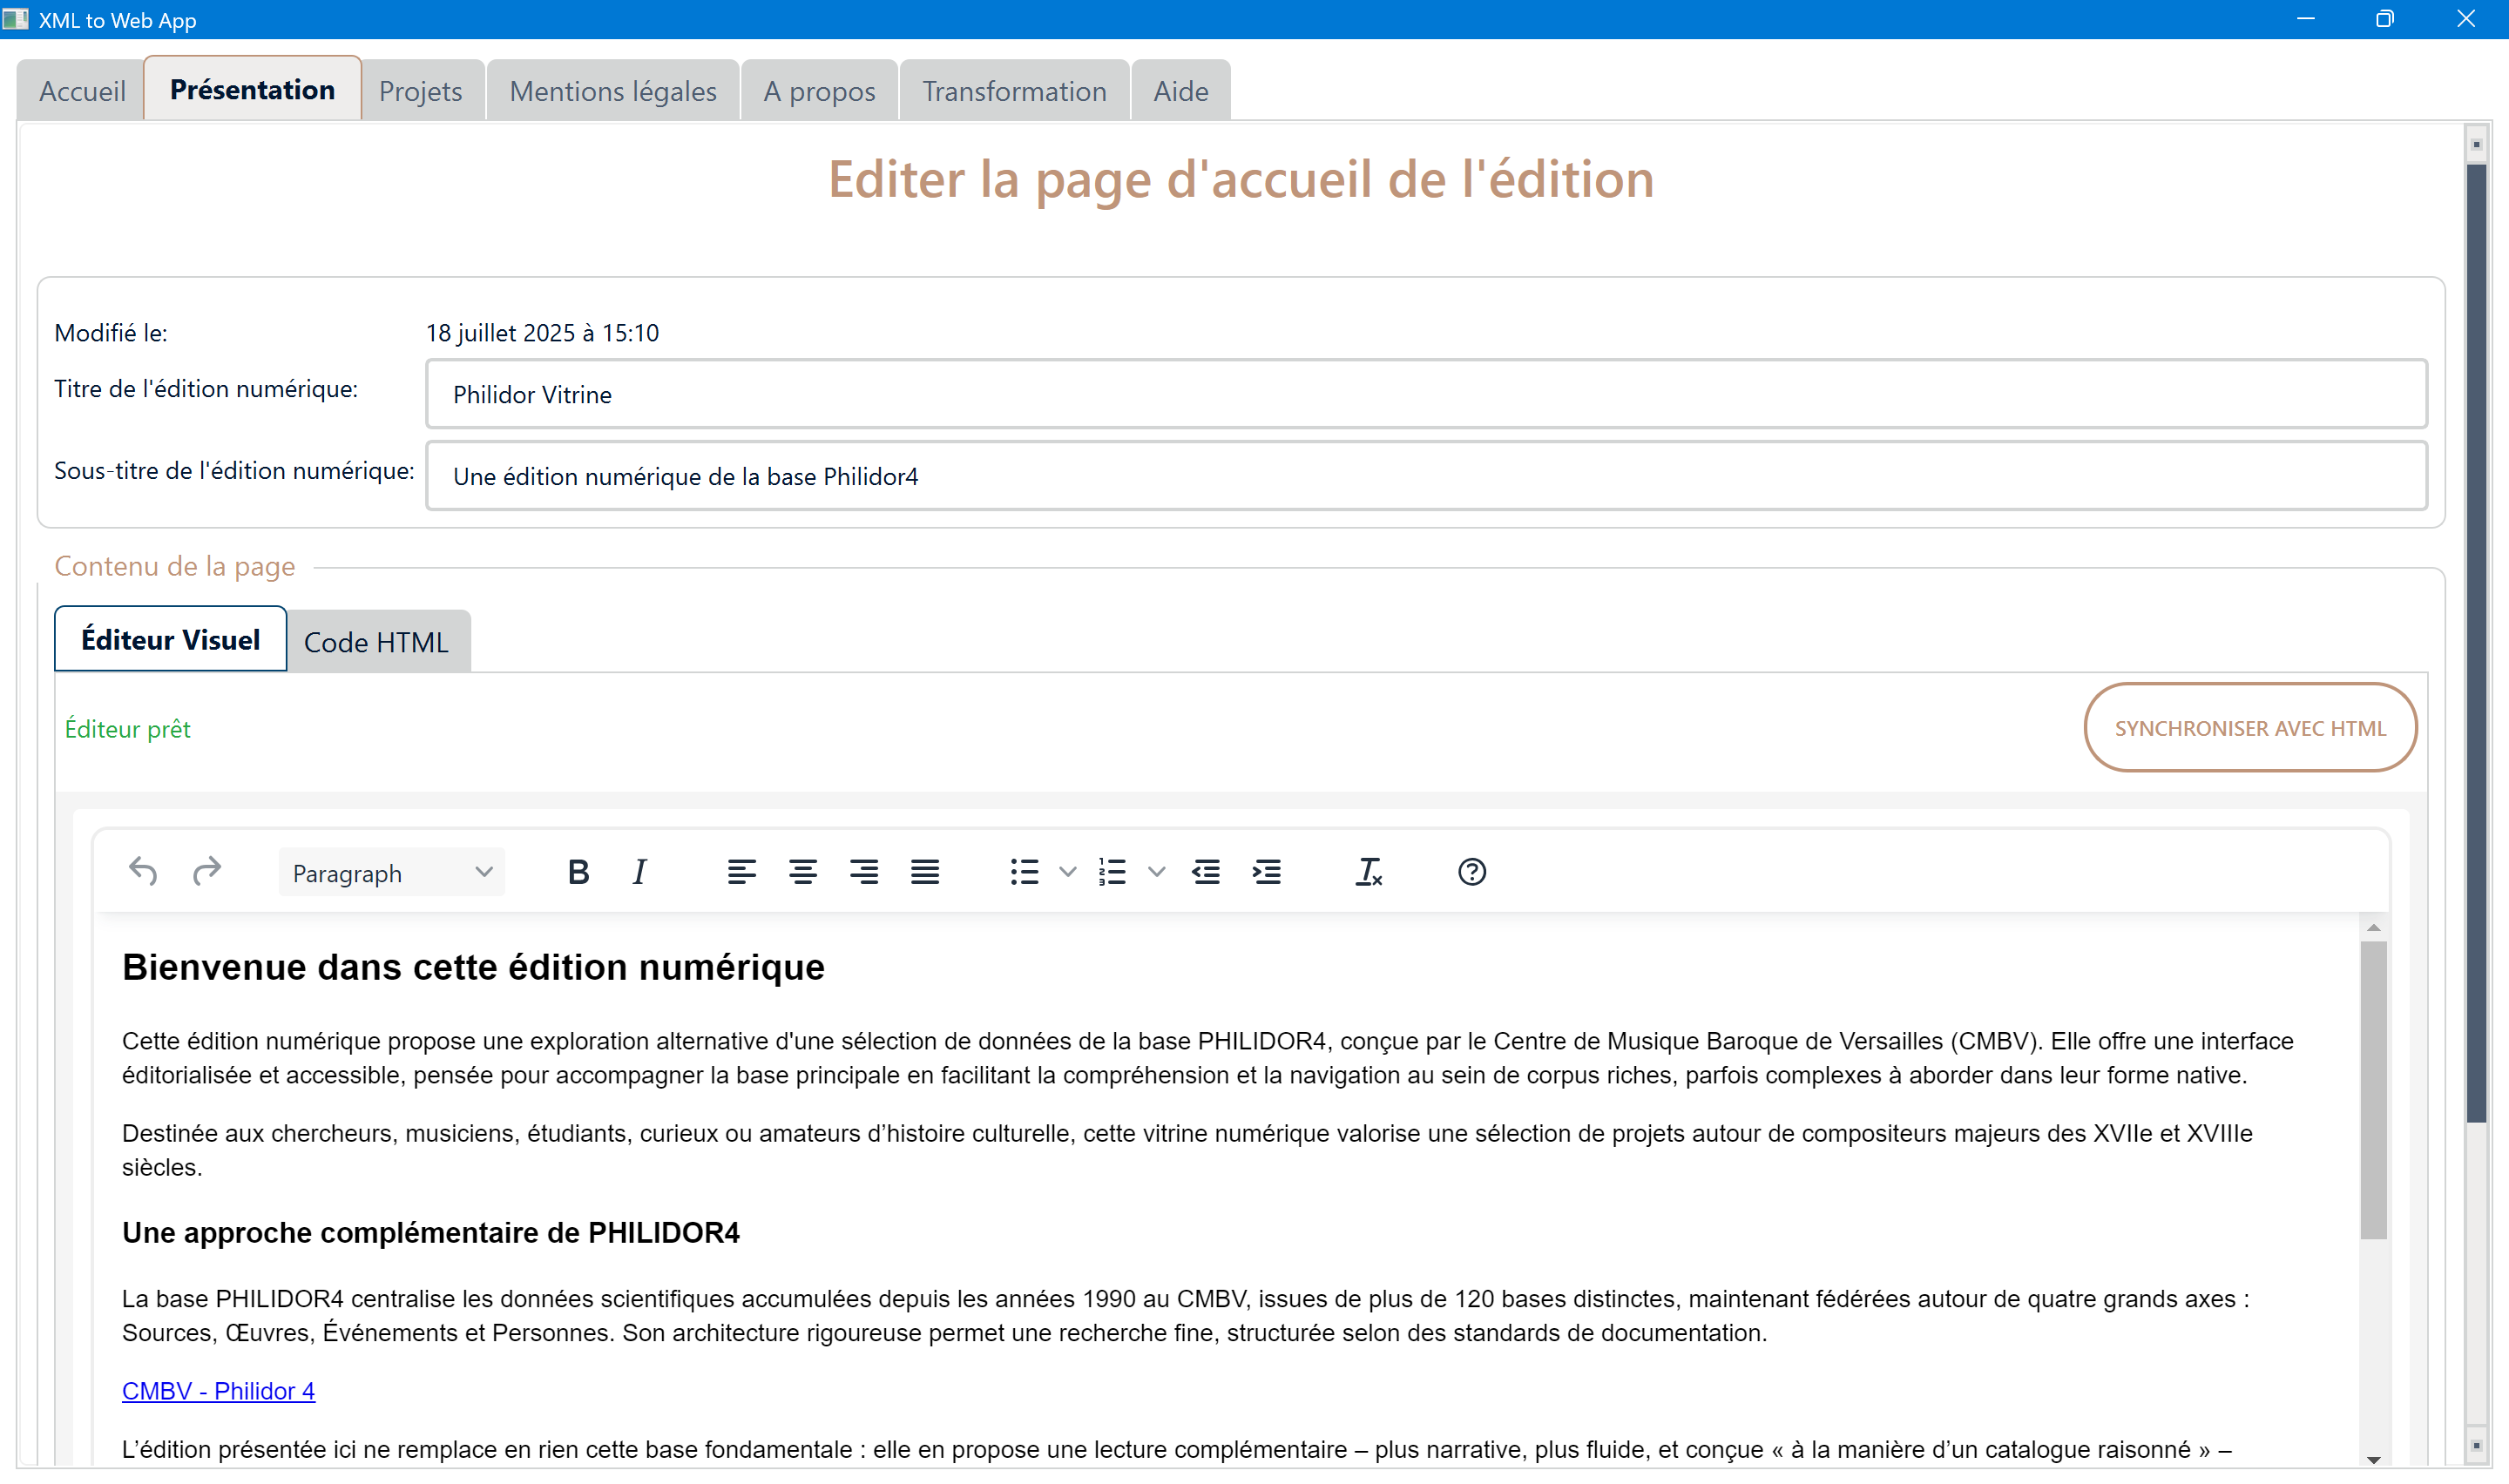 XML to Web App
Accueil Présentation Projets Mentions légales A propos Transformation Aide
Editer la page d'accueil de l'édition
Modifié le: 18 juillet 2025 à 15:10
Titre de l'édition numérique: Philidor Vitrine
Sous-titre de l'édition numérique: Une édition numérique de la base Philidor4
Contenu de la page
Éditeur Visuel Code HTML
Éditeur prêt SYNCHRONISER AVEC HTML
Paragraph B I
Bienvenue dans cette édition numérique
Cette édition numérique propose une exploration alternative d'une sélection de données de la base PHILIDOR4, conçue par le Centre de Musique Baroque de Versailles (CMBV). Elle offre une interface
éditorialisée et accessible, pensée pour accompagner la base principale en facilitant la compréhension et la navigation au sein de corpus riches, parfois complexes à aborder dans leur forme native.
Destinée aux chercheurs, musiciens, étudiants, curieux ou amateurs d’histoire culturelle, cette vitrine numérique valorise une sélection de projets autour de compositeurs majeurs des XVIIe et XVIIIe
siècles.
Une approche complémentaire de PHILIDOR4
La base PHILIDOR4 centralise les données scientifiques accumulées depuis les années 1990 au CMBV, issues de plus de 120 bases distinctes, maintenant fédérées autour de quatre grands axes :
Sources, Œuvres, Événements et Personnes. Son architecture rigoureuse permet une recherche fine, structurée selon des standards de documentation.
CMBV - Philidor 4
L’édition présentée ici ne remplace en rien cette base fondamentale : elle en propose une lecture complémentaire – plus narrative, plus fluide, et conçue « à la manière d’un catalogue raisonné » –